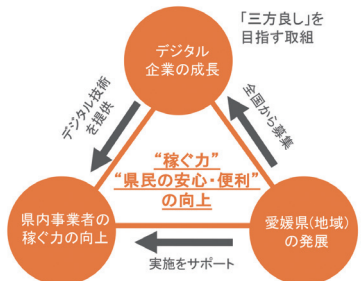 「三方良し」を
目指す取組
デジタル
企業の成長
デジタル技術
を提供
全国から募集
“稼ぐ力”
“県民の安心・便利”
の向上
県内事業者の
稼ぐ力の向上
愛媛県(地域)
の発展
実施をサポート